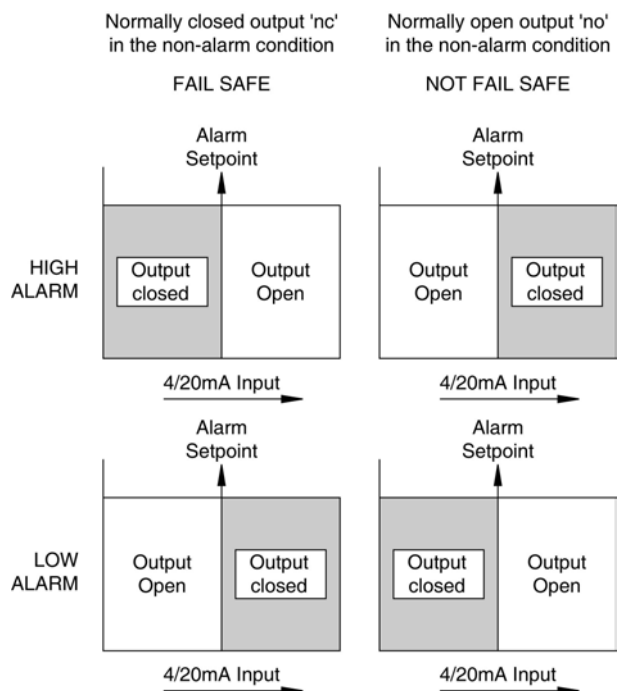 Normally closed output 'nc'
in the non-alarm condition
FAIL SAFE
Normally open output 'no'
in the non-alarm condition
NOT FAIL SAFE
HIGH
ALARM
Alarm
Setpoint
Output
closed
Output
Open
4/20mA Input
Alarm
Setpoint
Output
Open
Output
closed
4/20mA Input
LOW
ALARM
Alarm
Setpoint
Output
Open
Output
closed
4/20mA Input
Alarm
Setpoint
Output
closed
Output
Open
4/20mA Input